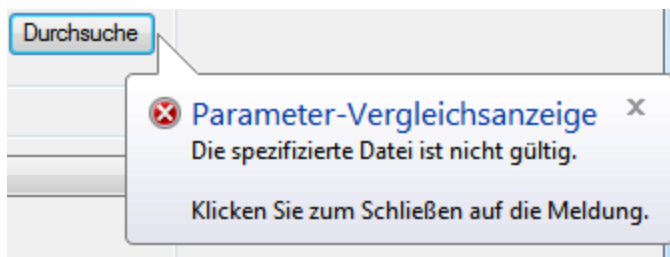 Durchsuche
Parameter-Vergleichsanzeige
Die spezifizierte Datei ist nicht gültig.
Klicken Sie zum Schließen auf die Meldung.